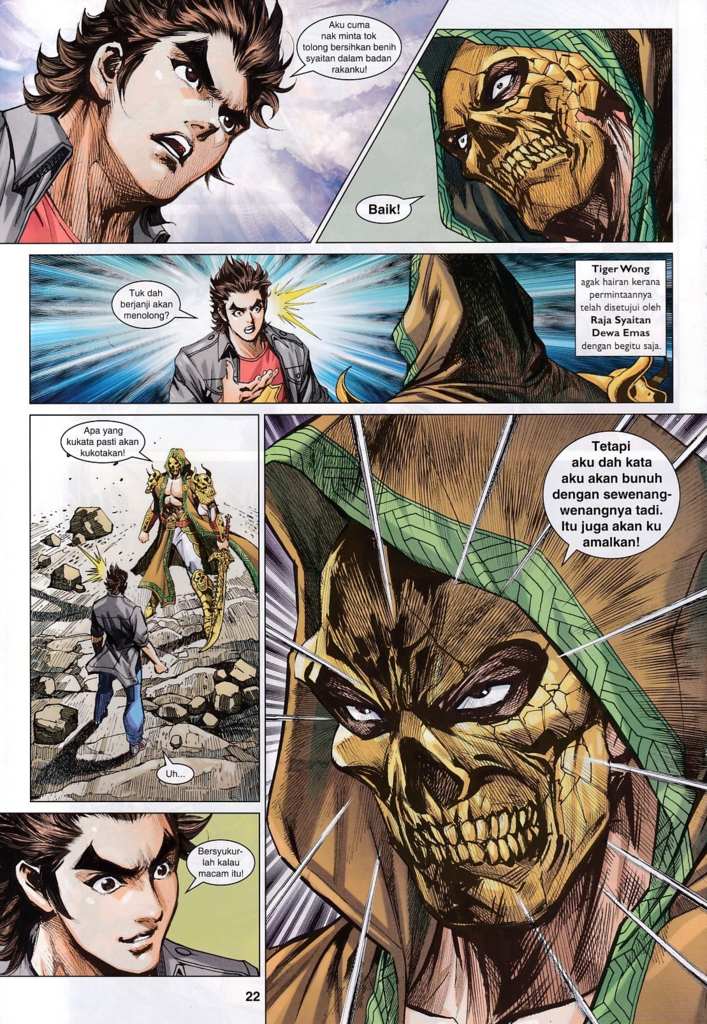 Aku cuma
nak minta tok
tolong bersihkan benih
syaitan dalam badan
rakanku!
Baik!
Tuk dah
berjanji akan
menolong?
Tiger Wong
agak hairan kerana
permintaannya
telah disetujui oleh
Raja Syaitan
Dewa Emas
dengan begitu saja.
Apa yang
kukata pasti akan
kukotakan!
Uh...
Tetapi
aku dah kata
aku akan bunuh
dengan sewenang-
wenangnya tadi.
Itu juga akan ku
amalkan!
Bersyukur-
lah kalau
macam itu!
22